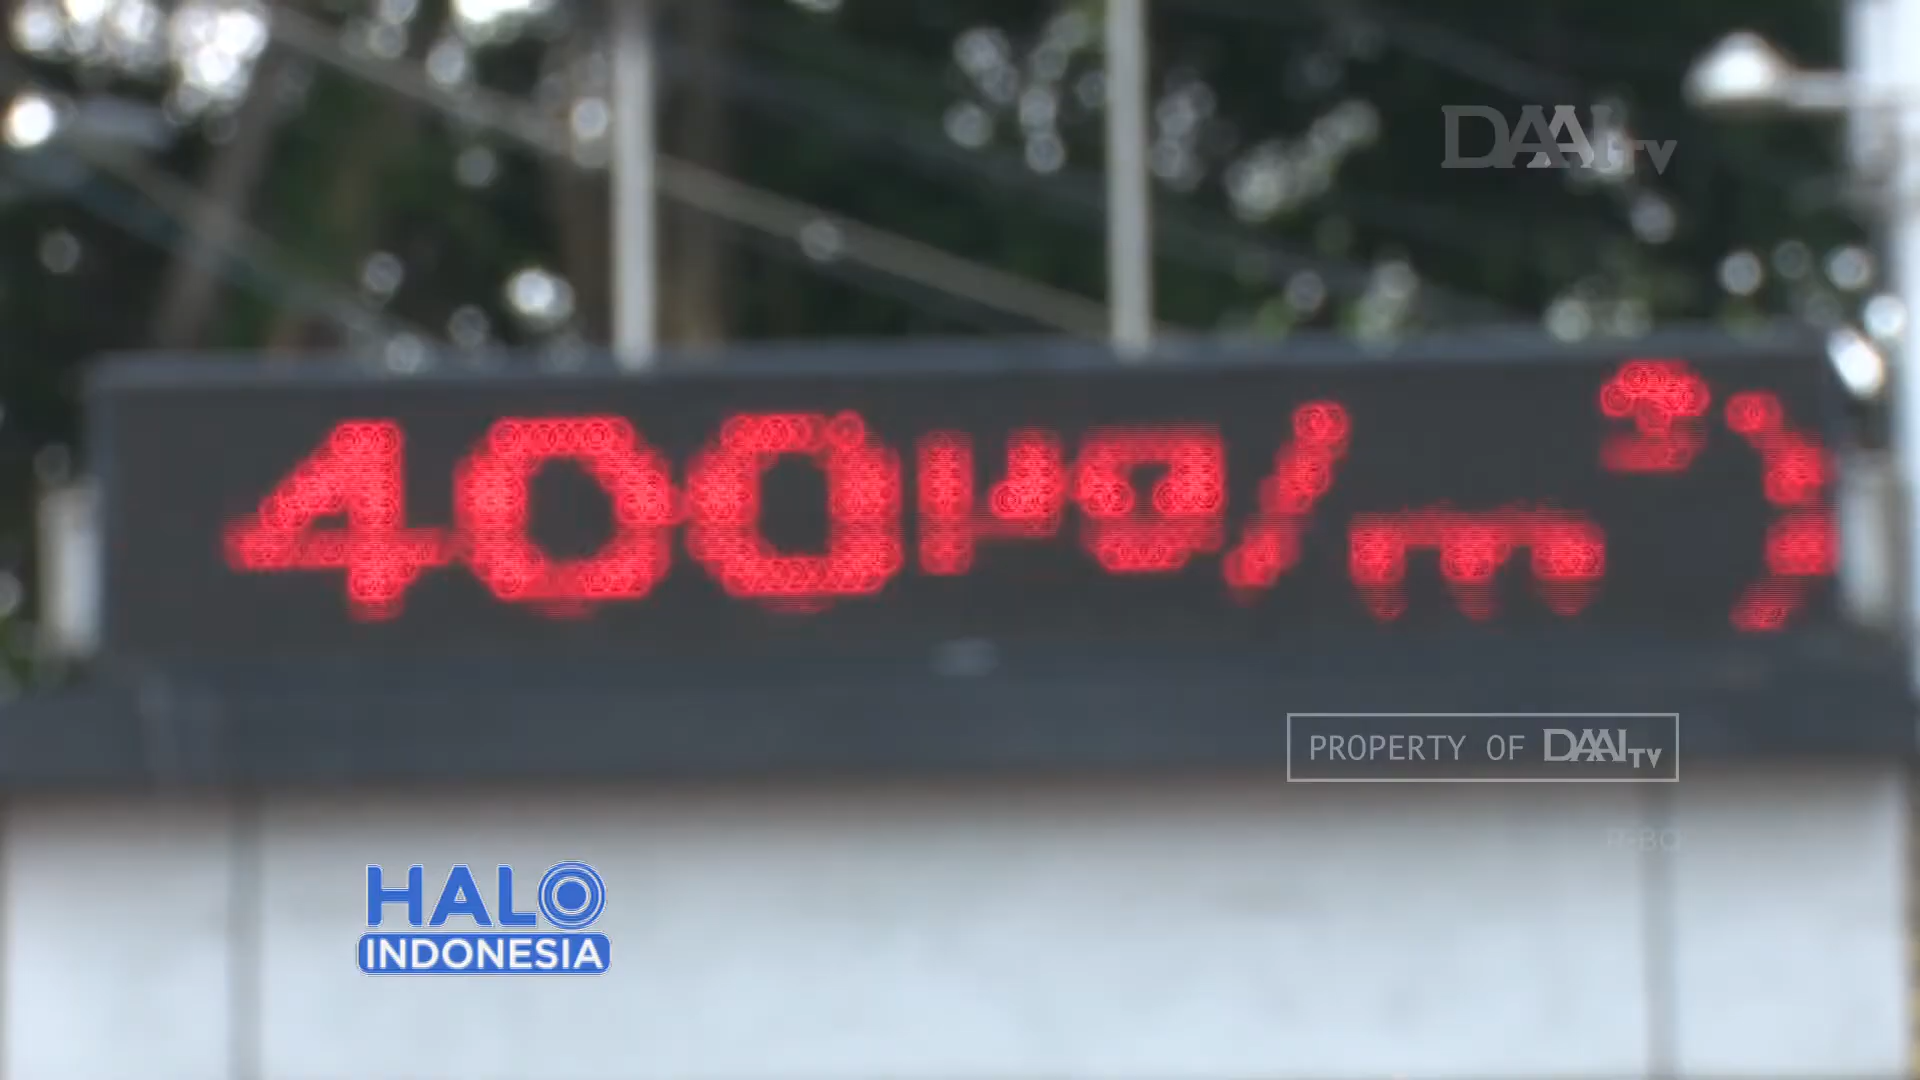 DAAI TV
400µg/m³)
PROPERTY OF DAAI TV
HALO
INDONESIA